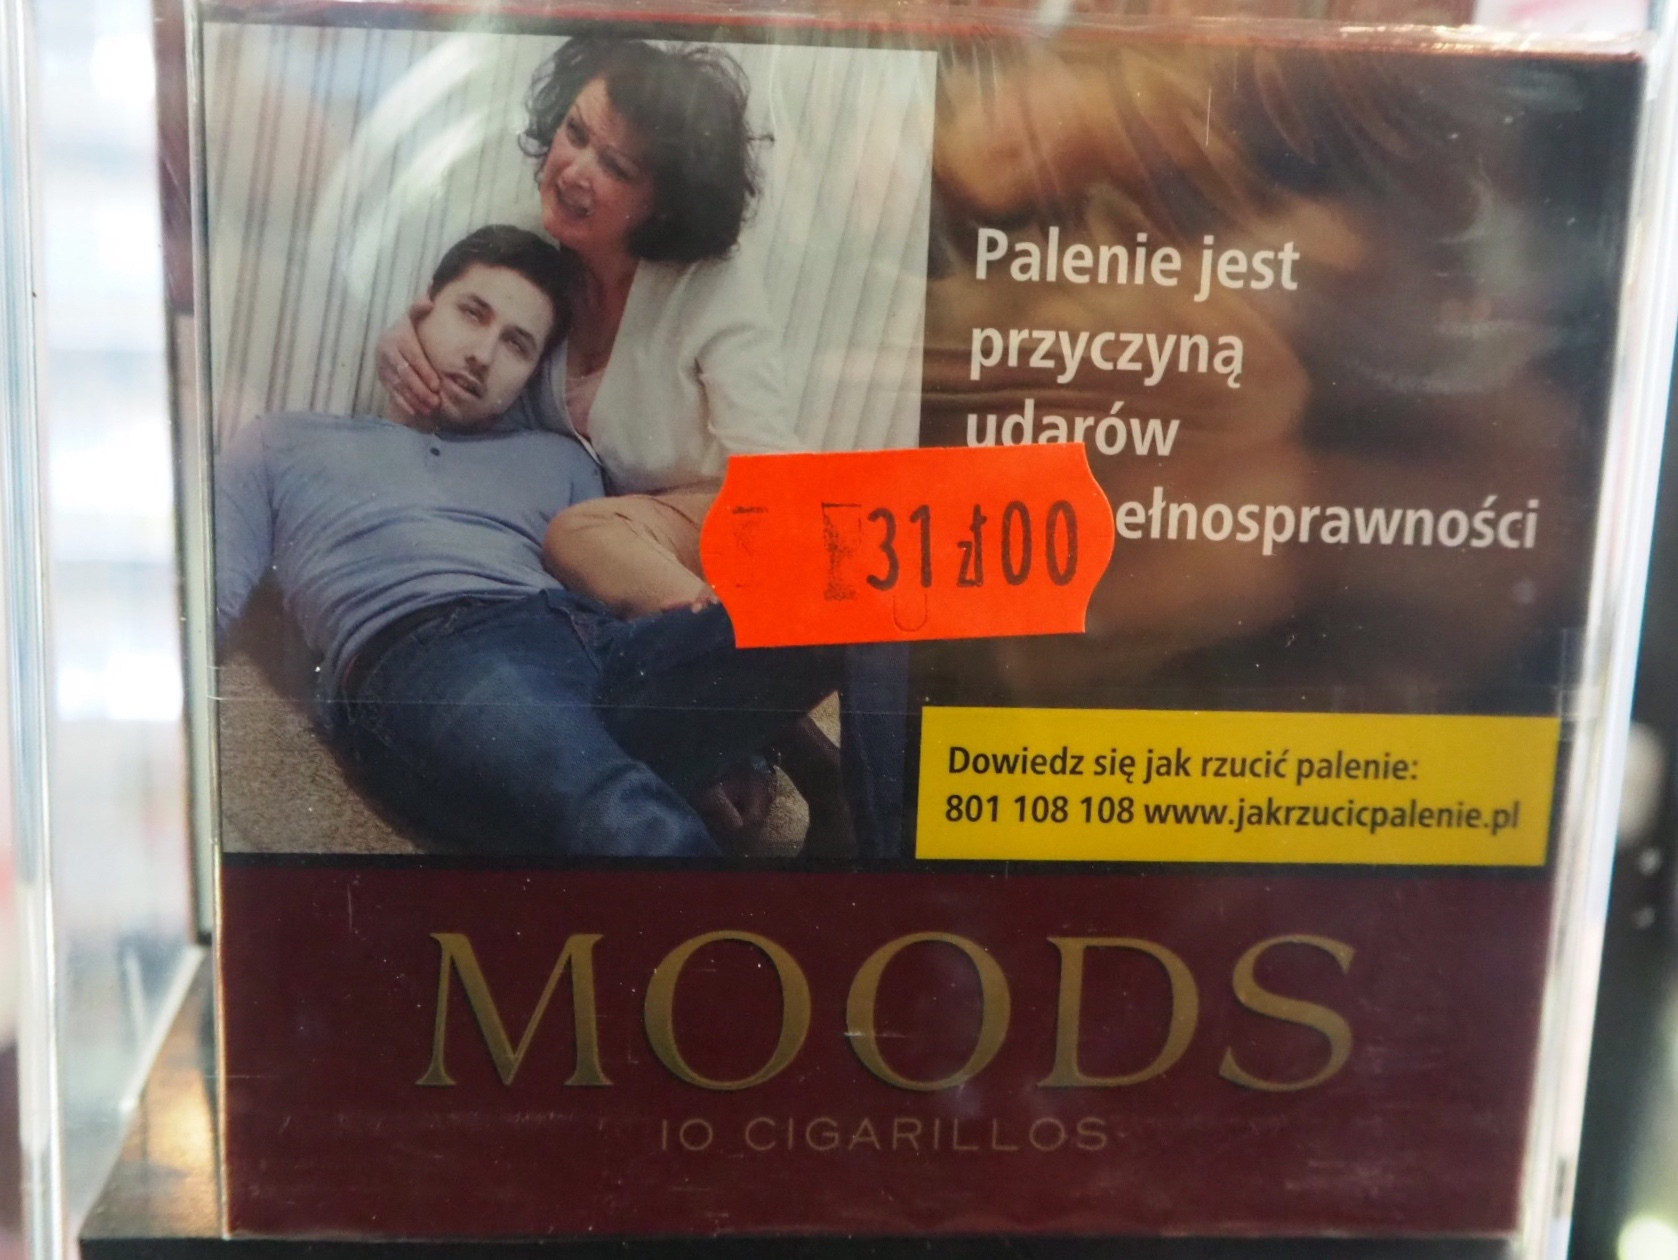 Palenie jest
przyczyną
udarów
ełnosprawności
31 zł 00
Dowiedz się jak rzucić palenie:
801 108 108 www.jakrzucicpalenie.pl
MOODS
10 CIGARILLOS